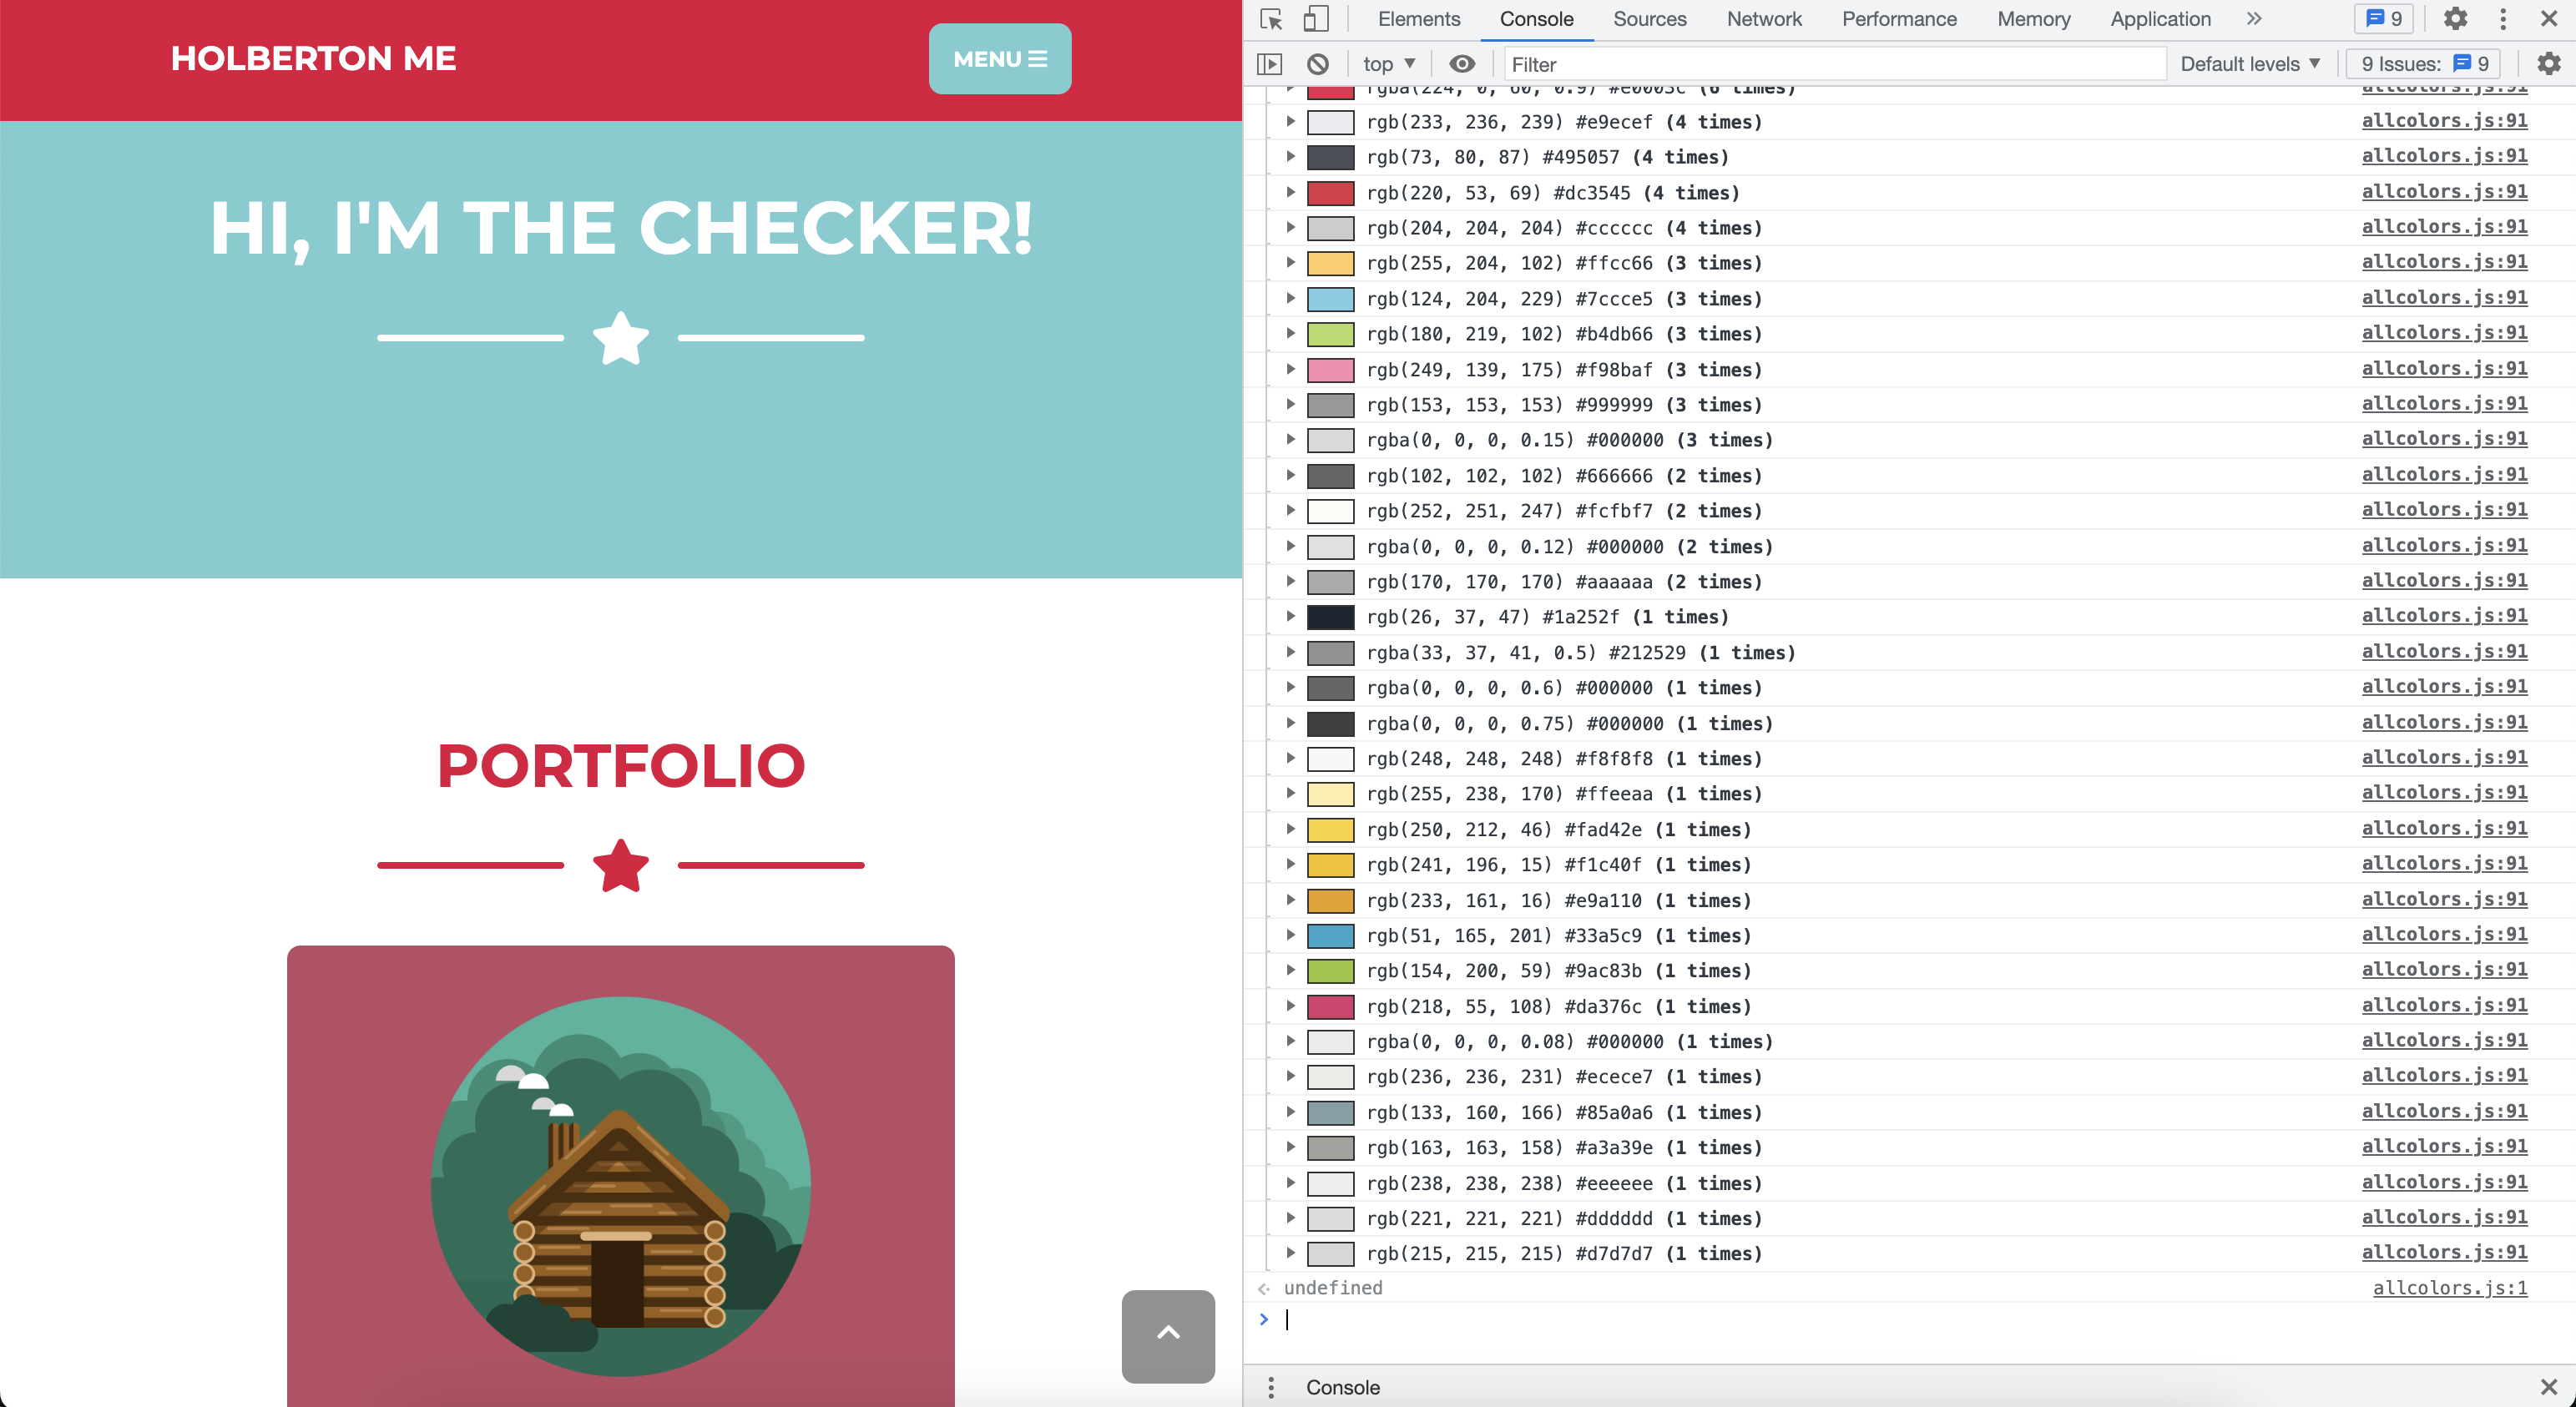 HOLBERTON ME
MENU
HI, I'M THE CHECKER!
PORTFOLIO
Elements Console Sources Network Performance Memory Application 9
top Filter Default levels 9 Issues: 9
rgba(224, 0, 60, 0.9) #e0003c (6 times) allcolors.js:91
rgb(233, 236, 239) #e9ecef (4 times) allcolors.js:91
rgb(73, 80, 87) #495057 (4 times) allcolors.js:91
rgb(220, 53, 69) #dc3545 (4 times) allcolors.js:91
rgb(204, 204, 204) #cccccc (4 times) allcolors.js:91
rgb(255, 204, 102) #ffcc66 (3 times) allcolors.js:91
rgb(124, 204, 229) #7ccce5 (3 times) allcolors.js:91
rgb(180, 219, 102) #b4db66 (3 times) allcolors.js:91
rgb(249, 139, 175) #f98baf (3 times) allcolors.js:91
rgb(153, 153, 153) #999999 (3 times) allcolors.js:91
rgba(0, 0, 0, 0.15) #000000 (3 times) allcolors.js:91
rgb(102, 102, 102) #666666 (2 times) allcolors.js:91
rgb(252, 251, 247) #fcfbf7 (2 times) allcolors.js:91
rgba(0, 0, 0, 0.12) #000000 (2 times) allcolors.js:91
rgb(170, 170, 170) #aaaaaa (2 times) allcolors.js:91
rgb(26, 37, 47) #1a252f (1 times) allcolors.js:91
rgba(33, 37, 41, 0.5) #212529 (1 times) allcolors.js:91
rgba(0, 0, 0, 0.6) #000000 (1 times) allcolors.js:91
rgba(0, 0, 0, 0.75) #000000 (1 times) allcolors.js:91
rgb(248, 248, 248) #f8f8f8 (1 times) allcolors.js:91
rgb(255, 238, 170) #ffeeaa (1 times) allcolors.js:91
rgb(250, 212, 46) #fad42e (1 times) allcolors.js:91
rgb(241, 196, 15) #f1c40f (1 times) allcolors.js:91
rgb(233, 161, 16) #e9a110 (1 times) allcolors.js:91
rgb(51, 165, 201) #33a5c9 (1 times) allcolors.js:91
rgb(154, 200, 59) #9ac83b (1 times) allcolors.js:91
rgb(218, 55, 108) #da376c (1 times) allcolors.js:91
rgba(0, 0, 0, 0.08) #000000 (1 times) allcolors.js:91
rgb(236, 236, 231) #ecece7 (1 times) allcolors.js:91
rgb(133, 160, 166) #85a0a6 (1 times) allcolors.js:91
rgb(163, 163, 158) #a3a39e (1 times) allcolors.js:91
rgb(238, 238, 238) #eeeeee (1 times) allcolors.js:91
rgb(221, 221, 221) #dddddd (1 times) allcolors.js:91
rgb(215, 215, 215) #d7d7d7 (1 times) allcolors.js:91
undefined allcolors.js:1
Console